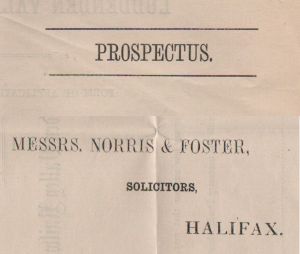 PROSPECTUS.
MESSRS. NORRIS & FOSTER,
SOLICITORS,
HALIFAX.